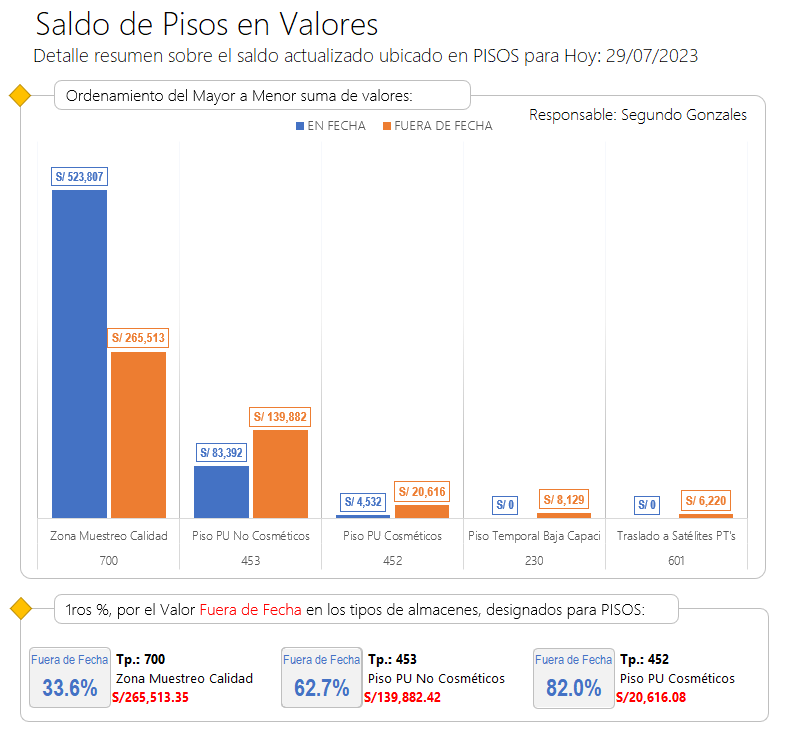 Saldo de Pisos en Valores
Detalle resumen sobre el saldo actualizado ubicado en PISOS para Hoy: 29/07/2023
Ordenamiento del Mayor a Menor suma de valores:
Responsable: Segundo Gonzales
EN FECHA FUERA DE FECHA
S/ 523,807
S/ 265,513
S/ 139,882
S/ 83,392
S/ 4,532
S/ 20,616
S/ 0
S/ 8,129
S/ 0
S/ 6,220
Zona Muestreo Calidad Piso PU No Cosméticos Piso PU Cosméticos Piso Temporal Baja Capaci Traslado a Satélites PT's
700 453 452 230 601
1ros %, por el Valor Fuera de Fecha en los tipos de almacenes, designados para PISOS:
Fuera de Fecha
33.6%
Tp.: 700
Zona Muestreo Calidad
S/265,513.35
Fuera de Fecha
62.7%
Tp.: 453
Piso PU No Cosméticos
S/139,882.42
Fuera de Fecha
82.0%
Tp.: 452
Piso PU Cosméticos
S/20,616.08